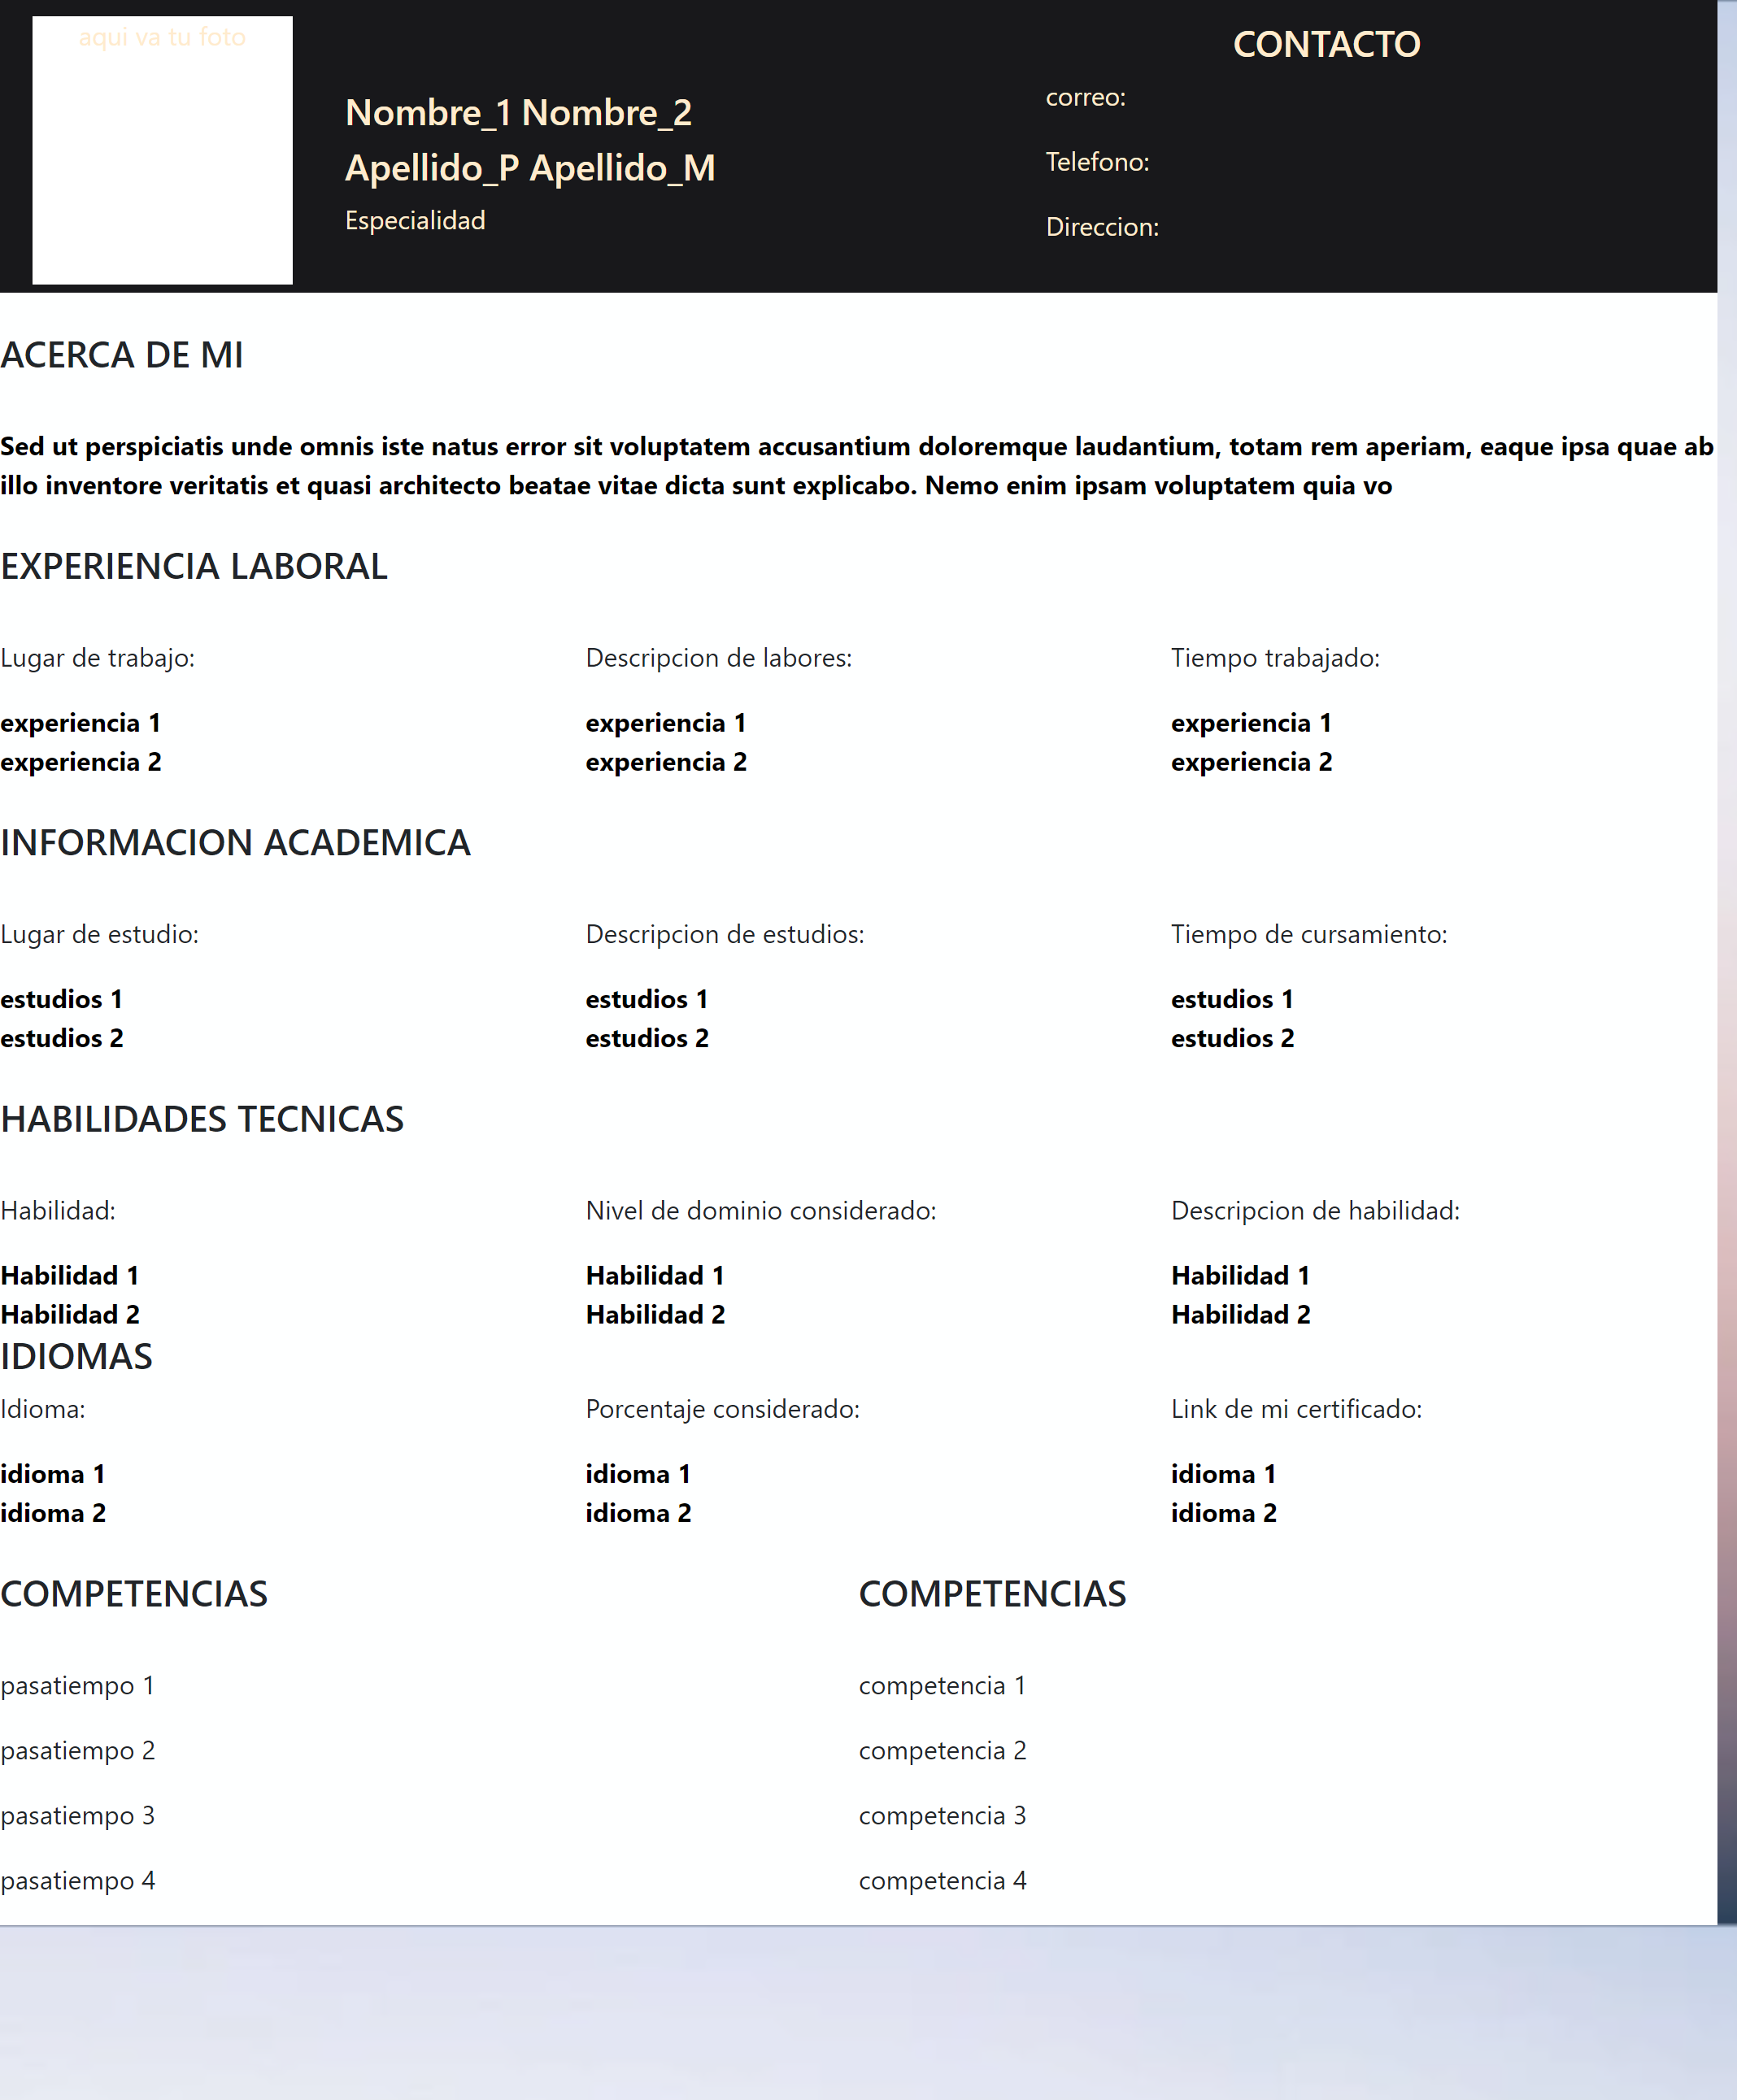 aqui va tu foto
Nombre_1 Nombre_2
Apellido_P Apellido_M
Especialidad
CONTACTO
correo:
Telefono:
Direccion:
ACERCA DE MI
Sed ut perspiciatis unde omnis iste natus error sit voluptatem accusantium doloremque laudantium, totam rem aperiam, eaque ipsa quae ab
illo inventore veritatis et quasi architecto beatae vitae dicta sunt explicabo. Nemo enim ipsam voluptatem quia vo
EXPERIENCIA LABORAL
Lugar de trabajo: Descripcion de labores: Tiempo trabajado:
experiencia 1 experiencia 1 experiencia 1
experiencia 2 experiencia 2 experiencia 2
INFORMACION ACADEMICA
Lugar de estudio: Descripcion de estudios: Tiempo de cursamiento:
estudios 1 estudios 1 estudios 1
estudios 2 estudios 2 estudios 2
HABILIDADES TECNICAS
Habilidad: Nivel de dominio considerado: Descripcion de habilidad:
Habilidad 1 Habilidad 1 Habilidad 1
Habilidad 2 Habilidad 2 Habilidad 2
IDIOMAS
Idioma: Porcentaje considerado: Link de mi certificado:
idioma 1 idioma 1 idioma 1
idioma 2 idioma 2 idioma 2
COMPETENCIAS COMPETENCIAS
pasatiempo 1 competencia 1
pasatiempo 2 competencia 2
pasatiempo 3 competencia 3
pasatiempo 4 competencia 4